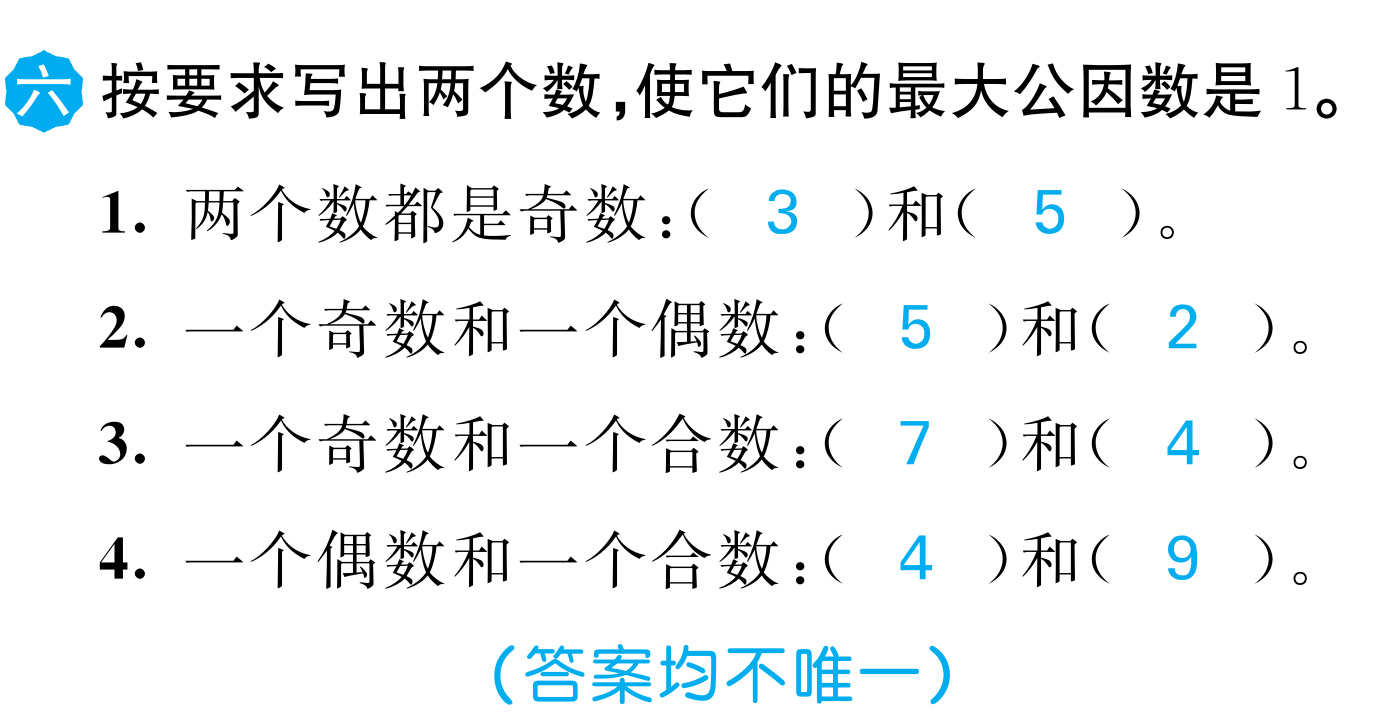 六 按要求写出两个数,使它们的最大公因数是 1。
1. 两个数都是奇数:( 3 )和( 5 )。
2. 一个奇数和一个偶数:( 5 )和( 2 )。
3. 一个奇数和一个合数:( 7 )和( 4 )。
4. 一个偶数和一个合数:( 4 )和( 9 )。
(答案均不唯一)